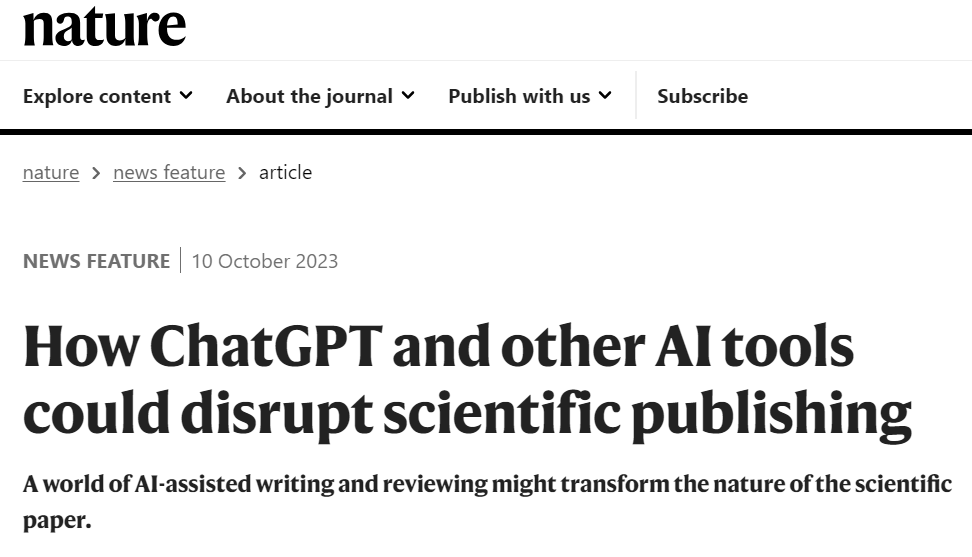 nature
Explore content About the journal Publish with us Subscribe
nature > news feature > article
NEWS FEATURE | 10 October 2023
How ChatGPT and other AI tools
could disrupt scientific publishing
A world of AI-assisted writing and reviewing might transform the nature of the scientific
paper.